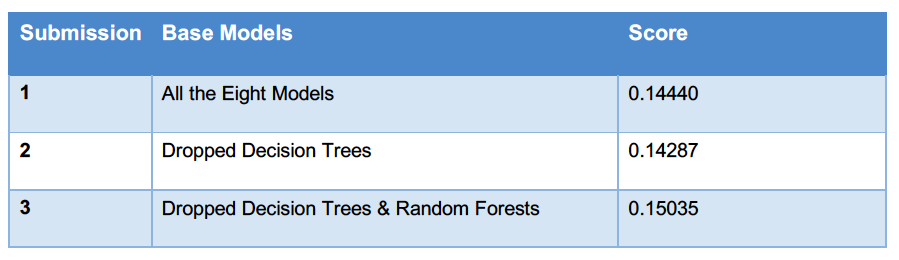 Submission Base Models Score
1 All the Eight Models 0.14440
2 Dropped Decision Trees 0.14287
3 Dropped Decision Trees & Random Forests 0.15035